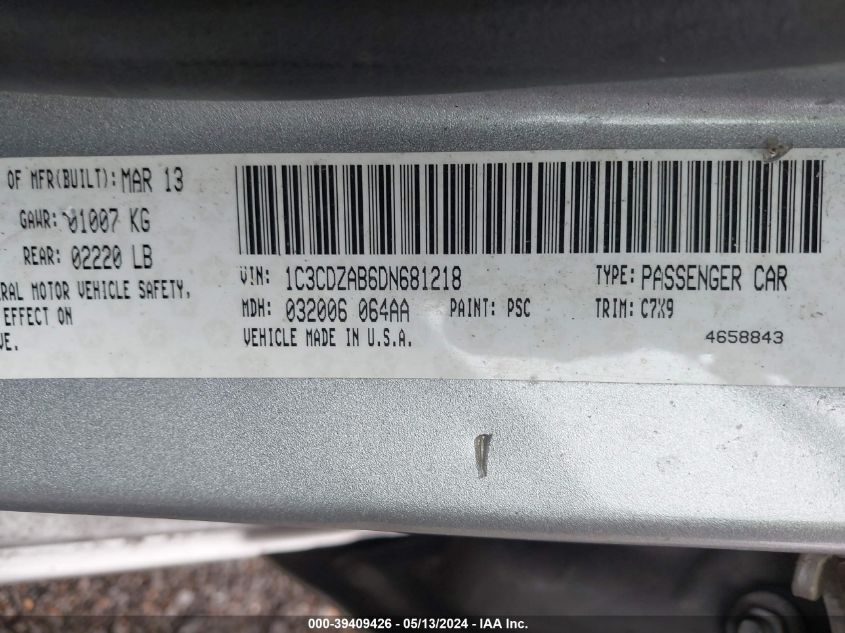 OF MFR(BUILT): MAR 13
GAWR: 01007 KG
REAR: 02220 LB
VIN: 1C3CDZAB6DN681218 TYPE: PASSENGER CAR
RAL MOTOR VEHICLE SAFETY,
MDH: 032006 064AA PAINT: PSC TRIM: C7X9
EFFECT ON
VEHICLE MADE IN U.S.A.
VE.
4658843
000-39409426 - 05/13/2024 - IAA Inc.